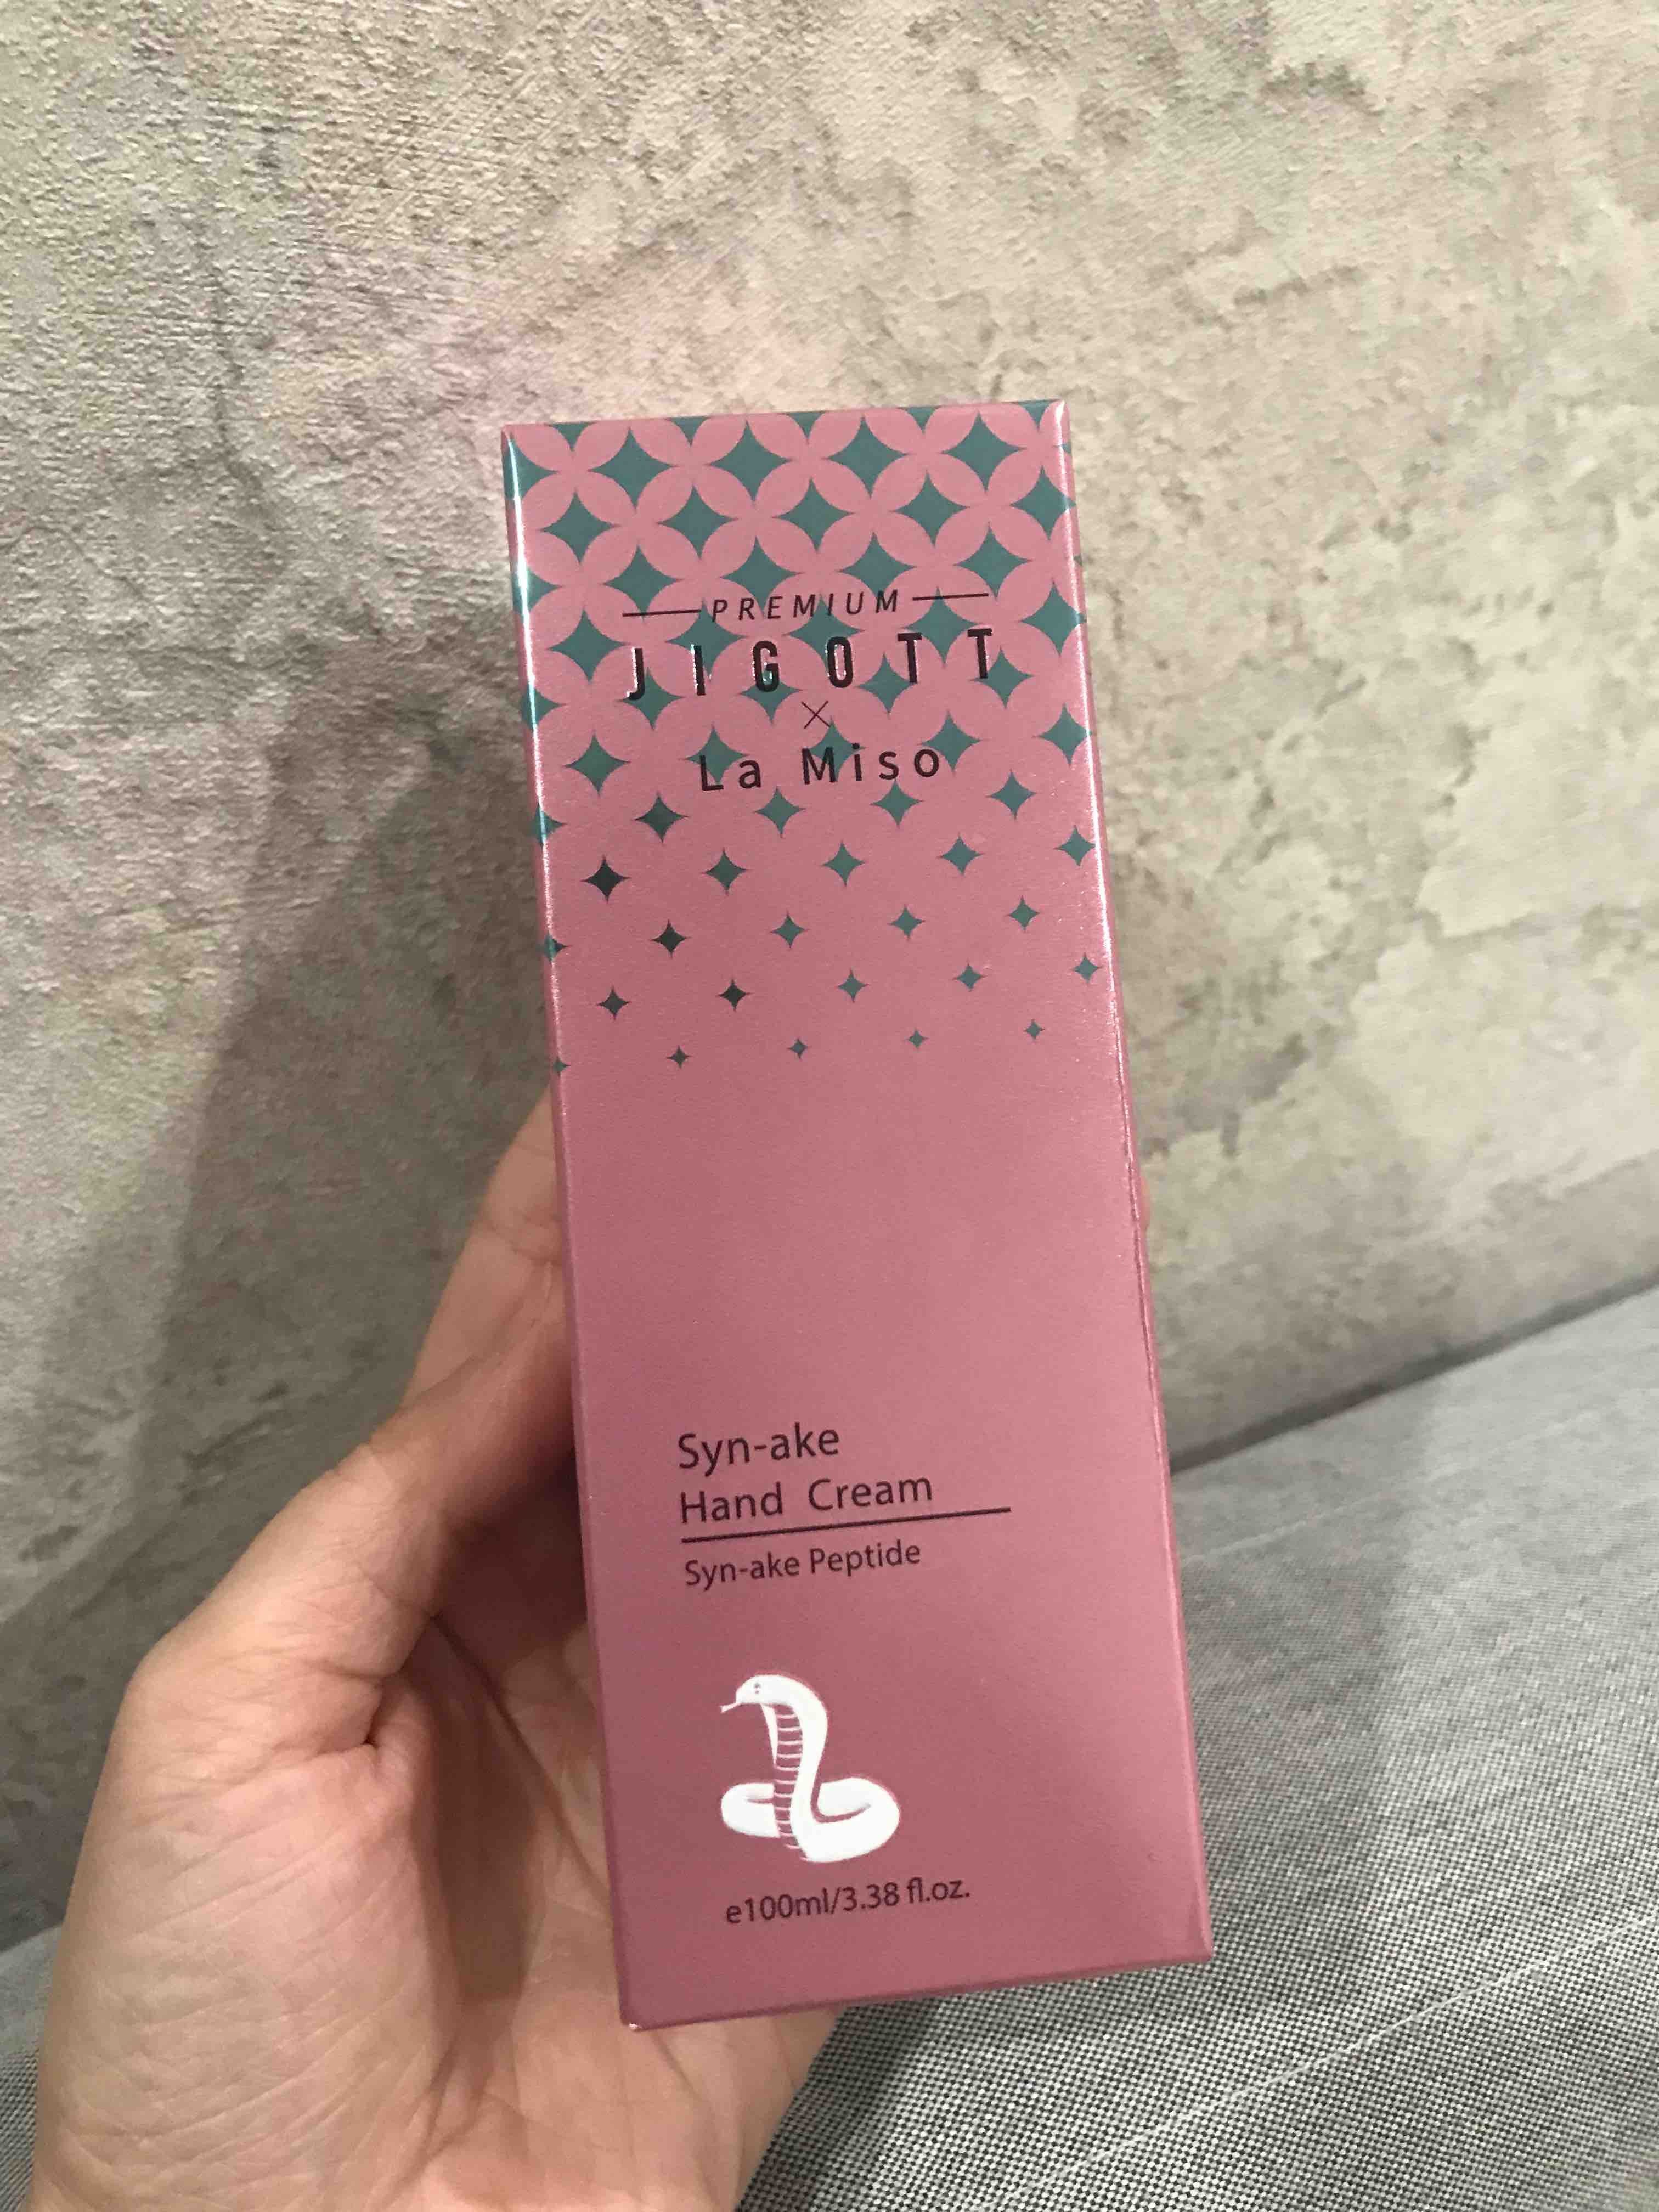 PREMIUM
JIGOTT
×
La Miso
Syn-ake
Hand Cream
Syn-ake Peptide
e100ml/3.38 fl.oz.